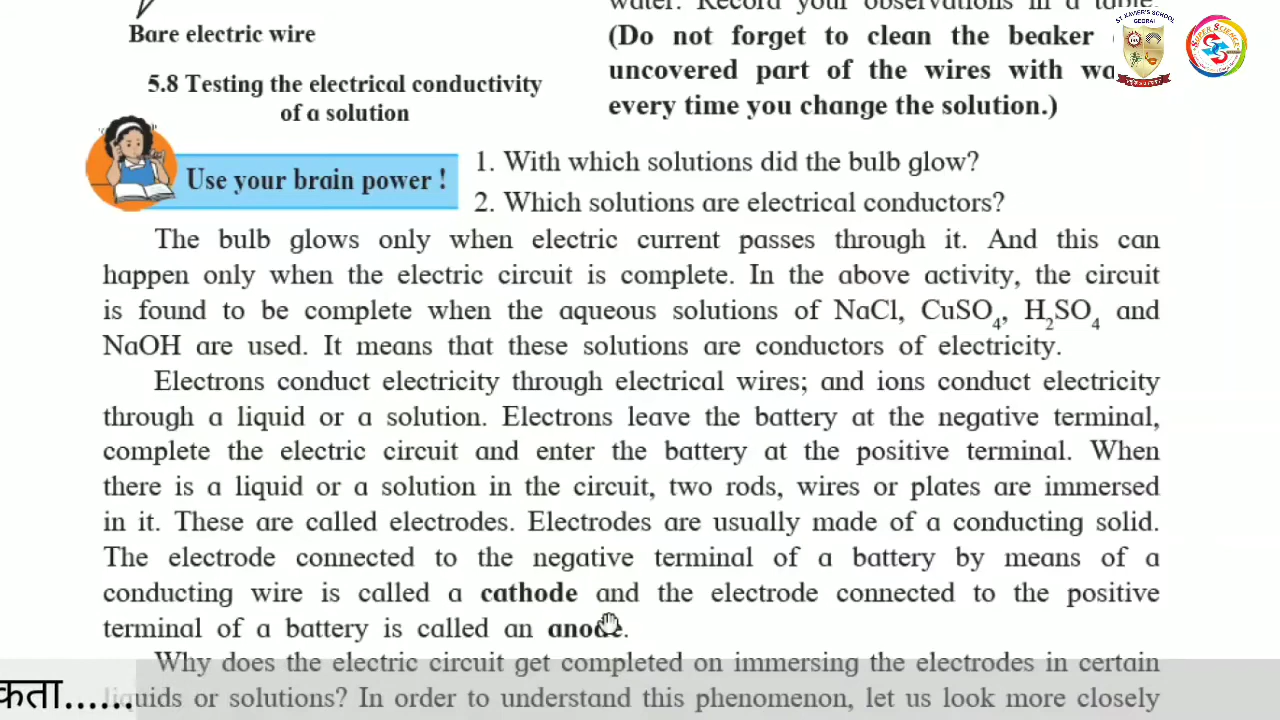 water. Record your observations in a table.
Bare electric wire
(Do not forget to clean the beaker
uncovered part of the wires with wa
every time you change the solution.)
5.8 Testing the electrical conductivity
of a solution
ST XAVIER'S SCHOOL
GEORAI
SUPER SCIENCE
Use your brain power !
1. With which solutions did the bulb glow?
2. Which solutions are electrical conductors?
The bulb glows only when electric current passes through it. And this can
happen only when the electric circuit is complete. In the above activity, the circuit
is found to be complete when the aqueous solutions of NaCl, CuSO₄, H₂SO₄ and
NaOH are used. It means that these solutions are conductors of electricity.
Electrons conduct electricity through electrical wires; and ions conduct electricity
through a liquid or a solution. Electrons leave the battery at the negative terminal,
complete the electric circuit and enter the battery at the positive terminal. When
there is a liquid or a solution in the circuit, two rods, wires or plates are immersed
in it. These are called electrodes. Electrodes are usually made of a conducting solid.
The electrode connected to the negative terminal of a battery by means of a
conducting wire is called a cathode and the electrode connected to the positive
terminal of a battery is called an anode.
Why does the electric circuit get completed on immersing the electrodes in certain
liquids or solutions? In order to understand this phenomenon, let us look more closely
कता......